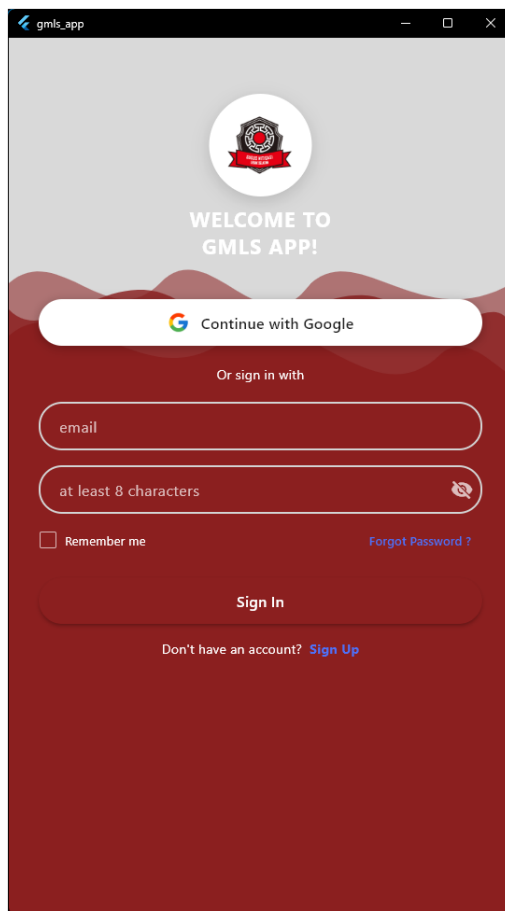 gmls_app
WELCOME TO
GMLS APP!
Continue with Google
Or sign in with
email
at least 8 characters
Remember me
Forgot Password ?
Sign In
Don't have an account? Sign Up